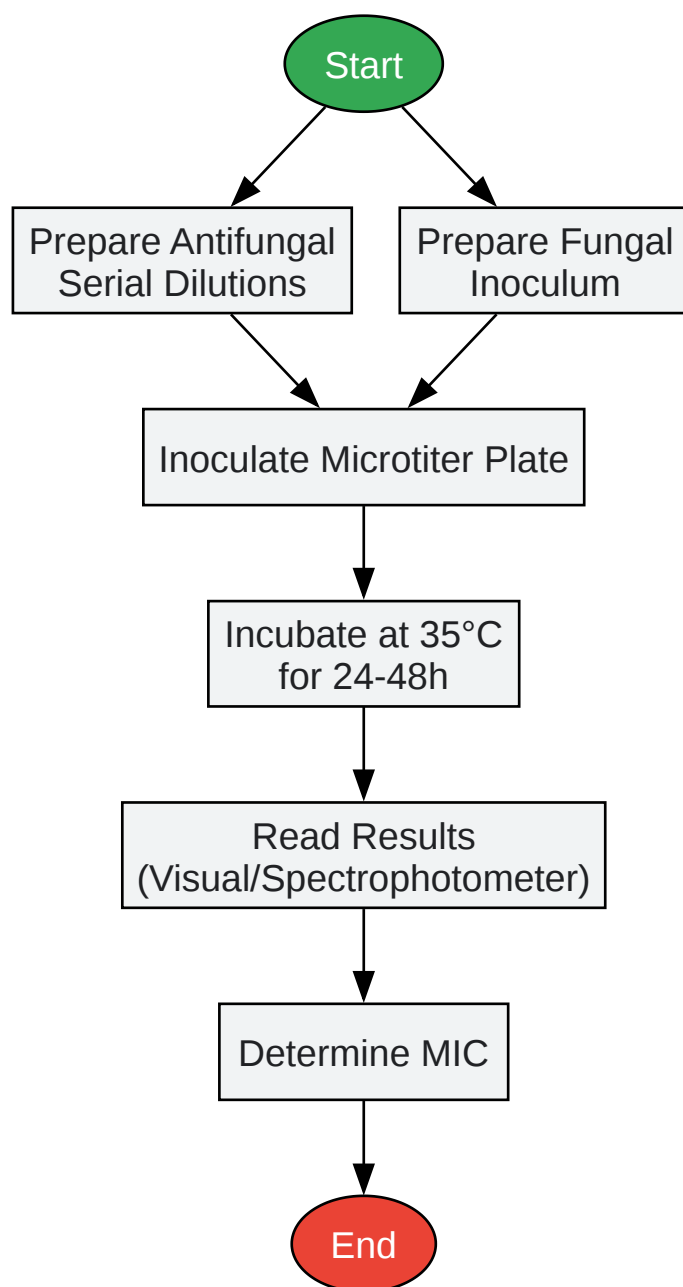 Start
Prepare Antifungal
Serial Dilutions
Prepare Fungal
Inoculum
Inoculate Microtiter Plate
Incubate at 35°C
for 24-48h
Read Results
(Visual/Spectrophotometer)
Determine MIC
End